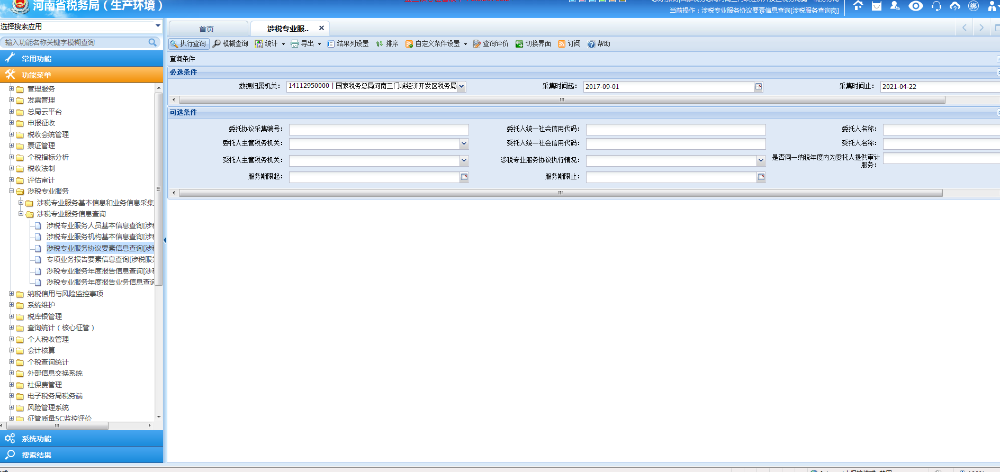 河南省税务局（生产环境）
当前操作：涉税专业服务协议要素信息查询[涉税服务查询岗]
选择搜索应用
输入功能名称关键字模糊查询
常用功能
功能菜单
管理服务
发票管理
总局云平台
申报征收
税收会统管理
票证管理
个税指标分析
税收法制
评估审计
涉税专业服务
涉税专业服务基本信息和业务信息采集
涉税专业服务信息查询
涉税专业服务人员基本信息查询[涉税
涉税专业服务机构基本信息查询[涉税
涉税专业服务协议要素信息查询[涉税
专项业务报告要素信息查询[涉税服务
涉税专业服务年度报告信息查询[涉税
涉税专业服务年度报告业务信息查询
纳税信用与风险监控事项
系统维护
税库银管理
查询统计（核心征管）
个人税收管理
会计核算
个税查询统计
外部信息交换系统
社保费管理
电子税务局税务端
风险管理系统
征管质量5C监控评价
系统功能
搜索结果
首页 涉税专业服..
执行查询 模糊查询 统计 导出 结果列设置 排序 自定义条件设置 查询评价 切换界面 订阅 帮助
查询条件
必选条件
数据归属机关： 14112950000|国家税务总局河南三门峡经济开发区税务局 采集时间起： 2017-09-01 采集时间止： 2021-04-22
可选条件
委托协议采集编号： 委托人统一社会信用代码： 委托人名称：
委托人主管税务机关： 受托人统一社会信用代码： 受托人名称：
受托人主管税务机关： 涉税专业服务协议执行情况： 是否同一纳税年度内为委托人提供审计
服务：
服务期限起： 服务期限止：
绑